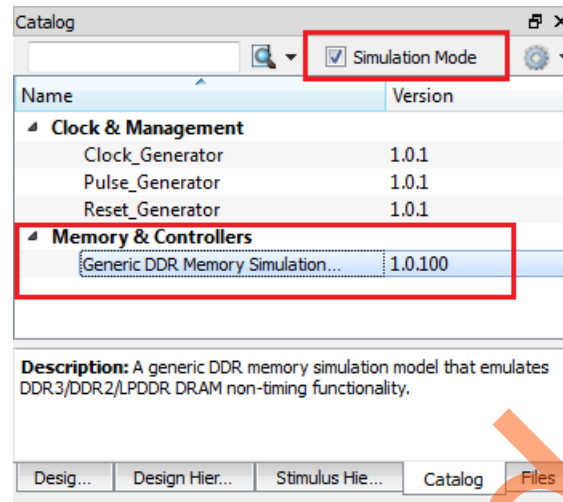 Catalog
Simulation Mode
Name Version
Clock & Management
Clock_Generator 1.0.1
Pulse_Generator 1.0.1
Reset_Generator 1.0.1
Memory & Controllers
Generic DDR Memory Simulation... 1.0.100
Description: A generic DDR memory simulation model that emulates
DDR3/DDR2/LPDDR DRAM non-timing functionality.
Desig... Design Hier... Stimulus Hie... Catalog Files